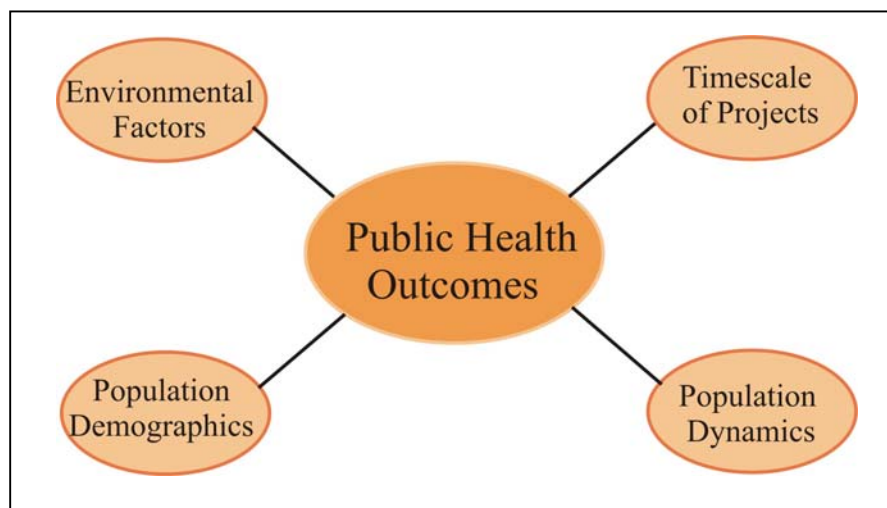 Environmental
Factors
Timescale
of Projects
Public Health
Outcomes
Population
Demographics
Population
Dynamics